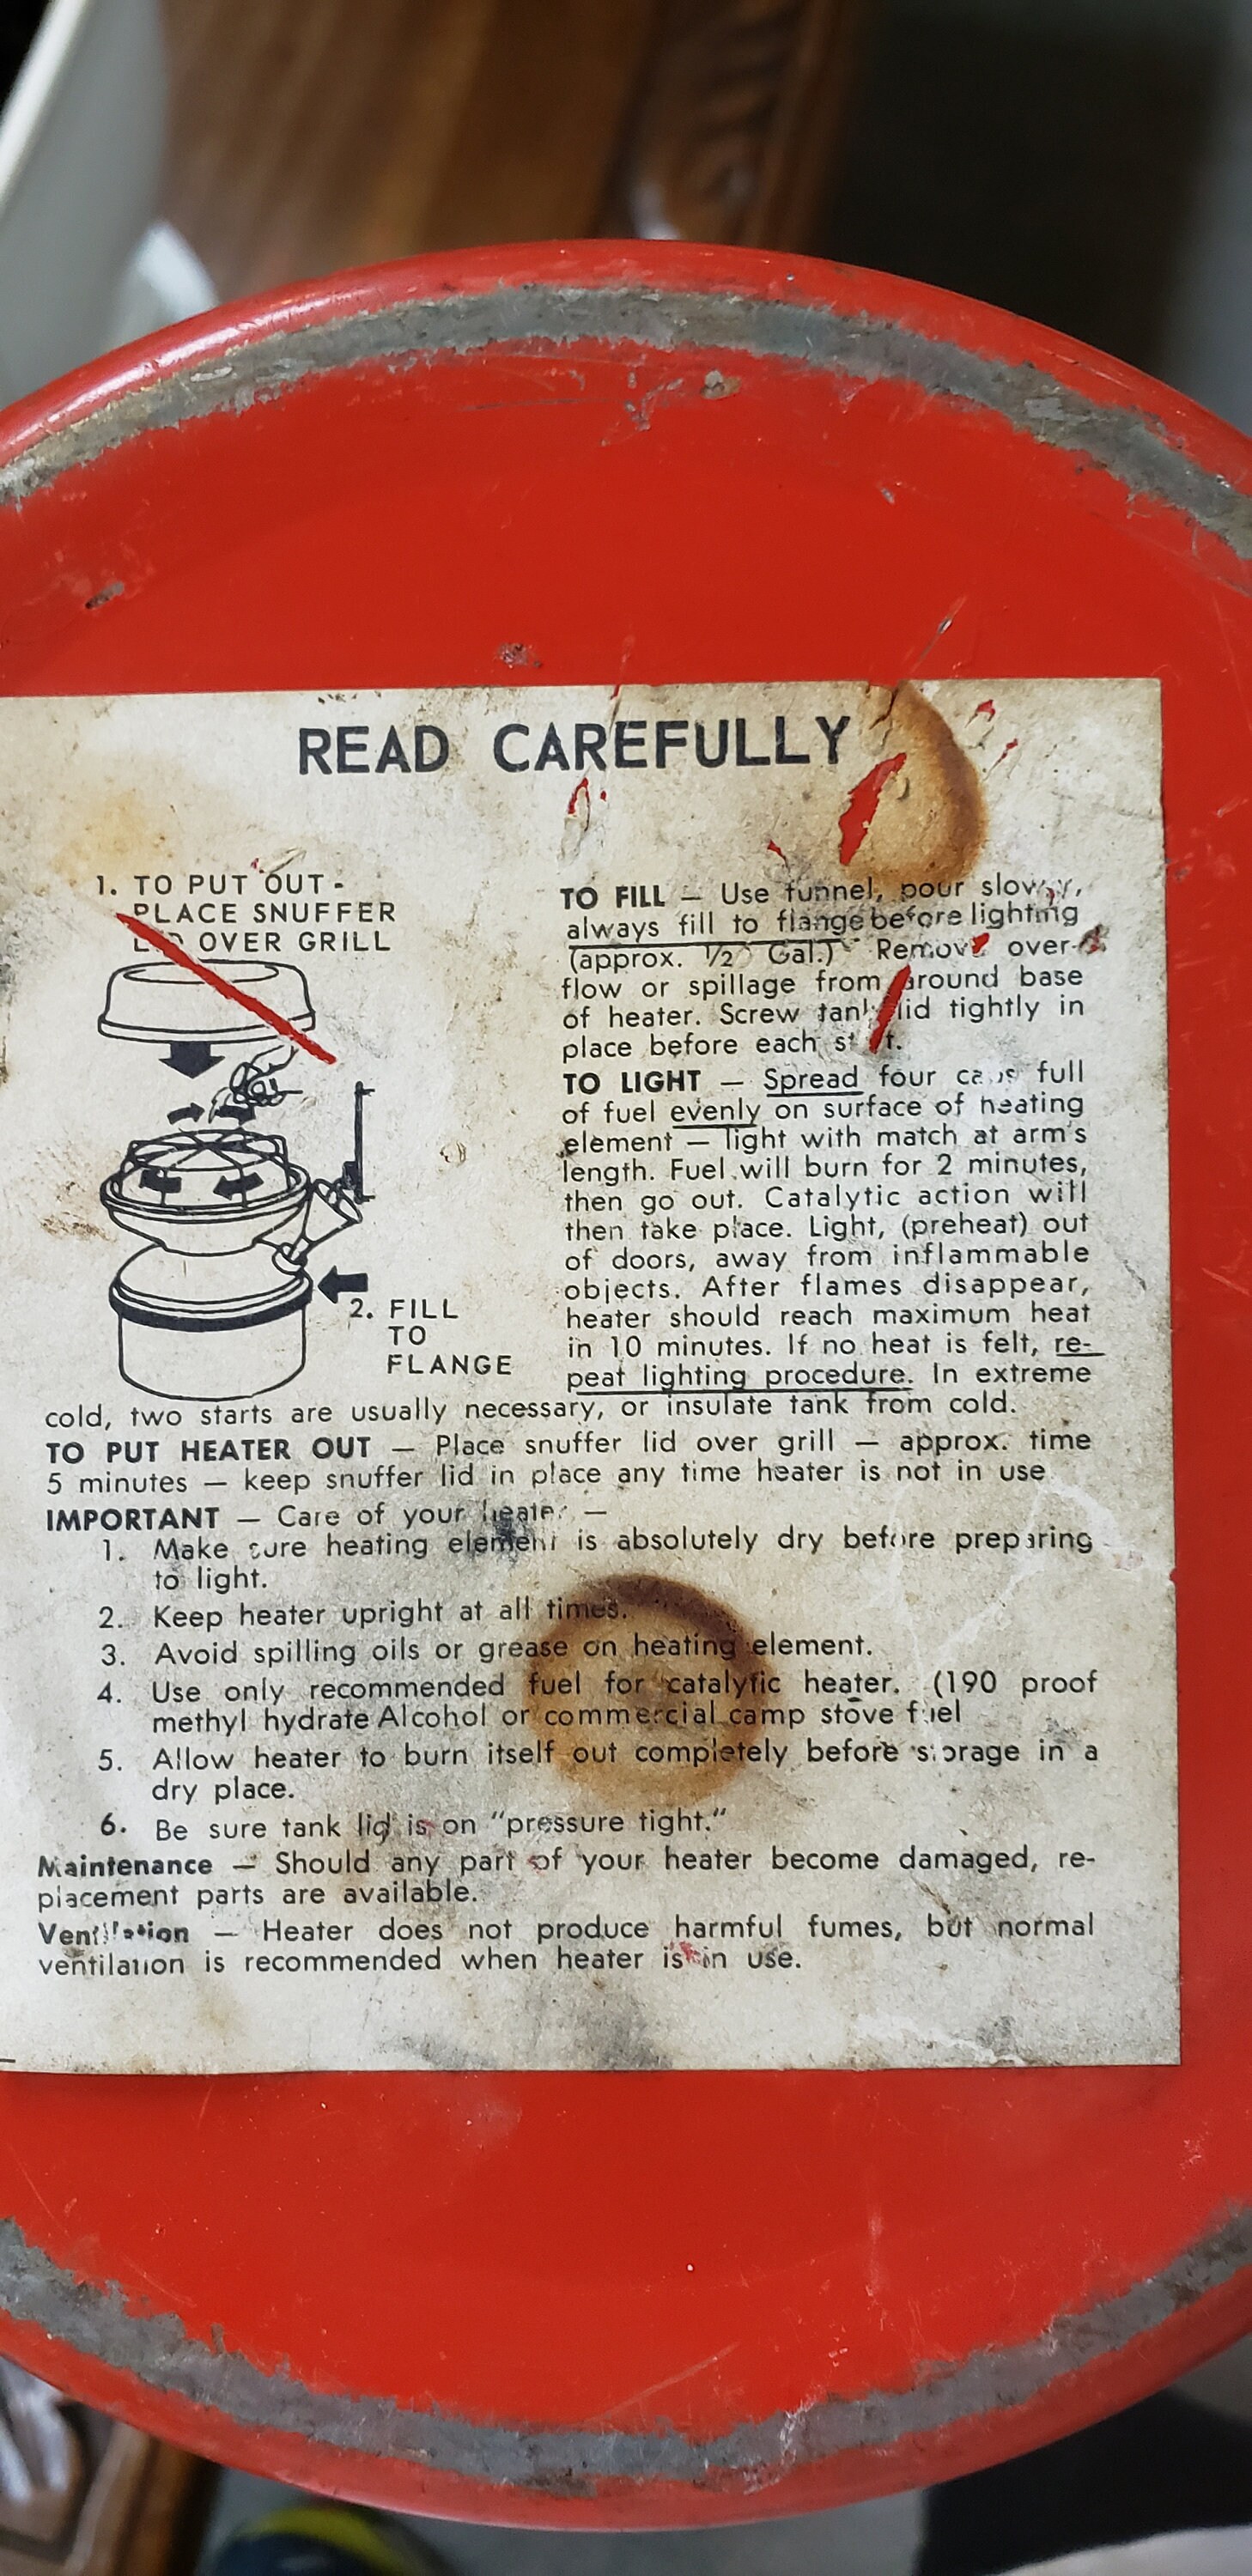 READ CAREFULLY
1. TO PUT OUT -
PLACE SNUFFER
OVER GRILL
2. FILL
TO
FLANGE
TO FILL — Use funnel, pour slowly,
always fill to flange before lighting
(approx. 1/2 Gal.) Remove over-
flow or spillage from around base
of heater. Screw tank lid tightly in
place before each
TO LIGHT — Spread four caps full
of fuel evenly on surface of heating
element — light with match at arm's
length. Fuel will burn for 2 minutes,
then go out. Catalytic action will
then take place. Light, (preheat) out
of doors, away from inflammable
objects. After flames disappear,
heater should reach maximum heat
in 10 minutes. If no heat is felt, re-
peat lighting procedure. In extreme
cold, two starts are usually necessary, or insulate tank from cold.
TO PUT HEATER OUT — Place snuffer lid over grill — approx. time
5 minutes — keep snuffer lid in place any time heater is not in use
IMPORTANT — Care of your heater —
1. Make sure heating element is absolutely dry before preparing
to light.
2. Keep heater upright at all times.
3. Avoid spilling oils or grease on heating element.
4. Use only recommended fuel for catalytic heater. (190 proof
methyl hydrate Alcohol or commercial camp stove fuel
5. Allow heater to burn itself out completely before storage in a
dry place.
6. Be sure tank lid is on "pressure tight."
Maintenance — Should any part of your heater become damaged, re-
placement parts are available.
Ventilation — Heater does not produce harmful fumes, but normal
ventilation is recommended when heater is in use.